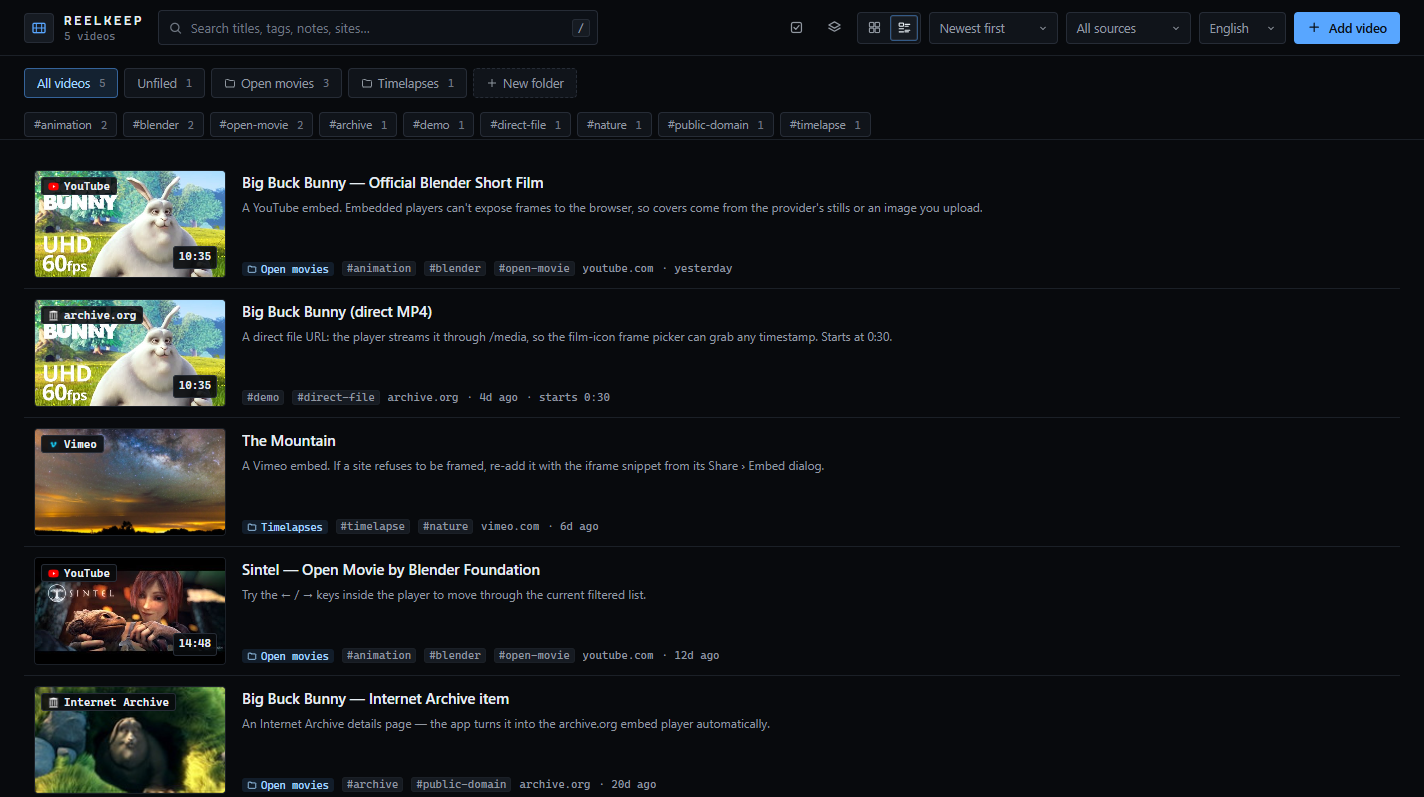 REELKEEP
5 videos
Search titles, tags, notes, sites...
/
Newest first
All sources
English
+ Add video
All videos 5
Unfiled 1
Open movies 3
Timelapses 1
+ New folder
#animation 2
#blender 2
#open-movie 2
#archive 1
#demo 1
#direct-file 1
#nature 1
#public-domain 1
#timelapse 1
YouTube
BUNNY
UHD
60fps
10:35
Big Buck Bunny — Official Blender Short Film
A YouTube embed. Embedded players can't expose frames to the browser, so covers come from the provider's stills or an image you upload.
Open movies #animation #blender #open-movie youtube.com · yesterday
archive.org
BUNNY
UHD
60fps
10:35
Big Buck Bunny (direct MP4)
A direct file URL: the player streams it through /media, so the film-icon frame picker can grab any timestamp. Starts at 0:30.
#demo #direct-file archive.org · 4d ago · starts 0:30
Vimeo
The Mountain
A Vimeo embed. If a site refuses to be framed, re-add it with the iframe snippet from its Share › Embed dialog.
Timelapses #timelapse #nature vimeo.com · 6d ago
YouTube
SINTEL
14:48
Sintel — Open Movie by Blender Foundation
Try the ← / → keys inside the player to move through the current filtered list.
Open movies #animation #blender #open-movie youtube.com · 12d ago
Internet Archive
Big Buck Bunny — Internet Archive item
An Internet Archive details page — the app turns it into the archive.org embed player automatically.
Open movies #archive #public-domain archive.org · 20d ago